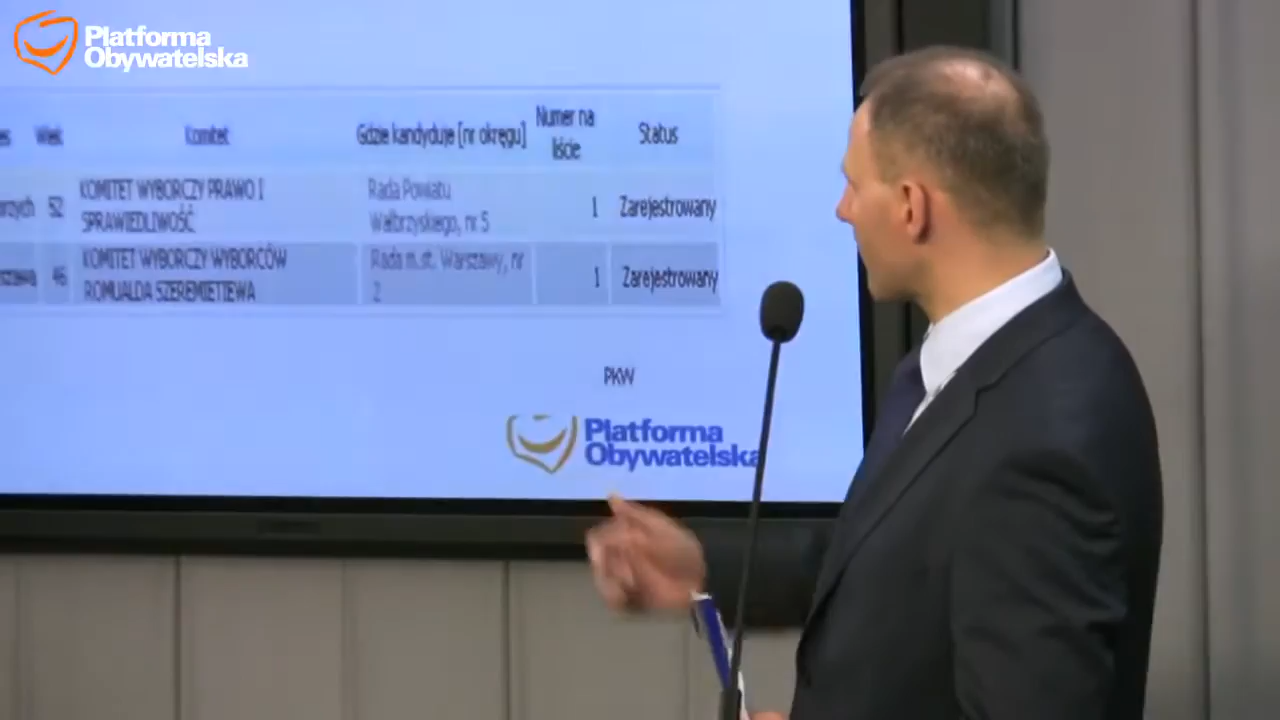 Platforma
Obywatelska
Wiek Komitet Gdzie kandyduje [nr okręgu] Numer na liście Status
52 KOMITET WYBORCZY PRAWO I SPRAWIEDLIWOŚĆ Rada Powiatu Wałbrzyskiego, nr 5 1 Zarejestrowany
46 KOMITET WYBORCZY WYBORCÓW ROMUALDA SZEREMIETIEWA Rada m.st. Warszawy, nr 2 1 Zarejestrowany
PKW
Platforma
Obywatelska